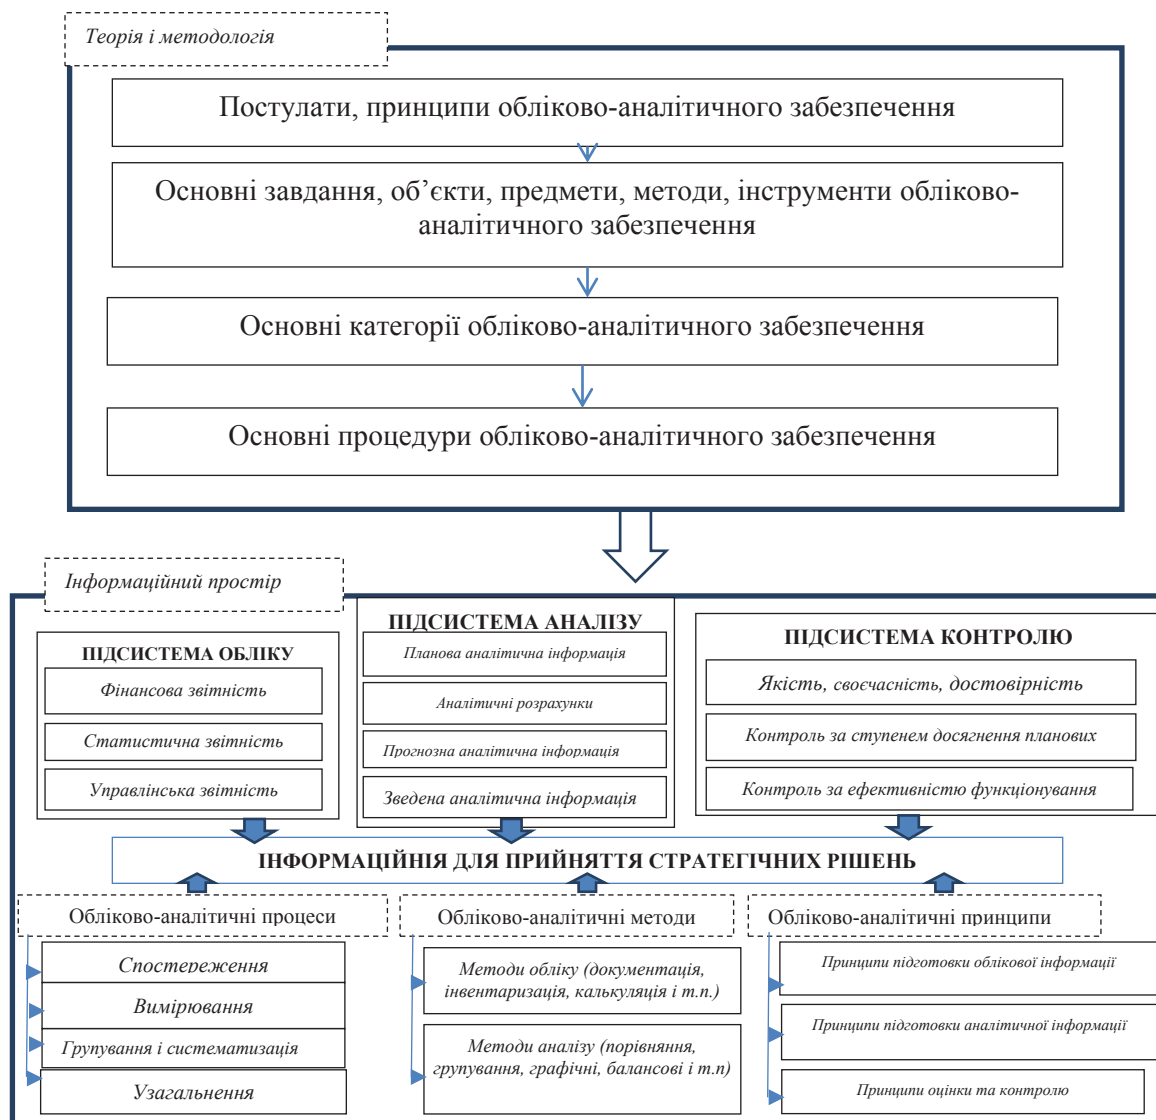 Теорія і методологія
Постулати, принципи обліково-аналітичного забезпечення
Основні завдання, об’єкти, предмети, методи, інструменти обліково-
аналітичного забезпечення
Основні категорії обліково-аналітичного забезпечення
Основні процедури обліково-аналітичного забезпечення
Інформаційний простір
ПІДСИСТЕМА ОБЛІКУ
Фінансова звітність
Статистична звітність
Управлінська звітність
ПІДСИСТЕМА АНАЛІЗУ
Планова аналітична інформація
Аналітичні розрахунки
Прогнозна аналітична інформація
Зведена аналітична інформація
ПІДСИСТЕМА КОНТРОЛЮ
Якість, своєчасність, достовірність
Контроль за ступенем досягнення планових
Контроль за ефективністю функціонування
ІНФОРМАЦІЙНІЯ ДЛЯ ПРИЙНЯТТЯ СТРАТЕГІЧНИХ РІШЕНЬ
Обліково-аналітичні процеси
Спостереження
Вимірювання
Групування і систематизація
Узагальнення
Обліково-аналітичні методи
Методи обліку (документація,
інвентаризація, калькуляція і т.п.)
Методи аналізу (порівняння,
групування, графічні, балансові і т.п)
Обліково-аналітичні принципи
Принципи підготовки облікової інформації
Принципи підготовки аналітичної інформації
Принципи оцінки та контролю